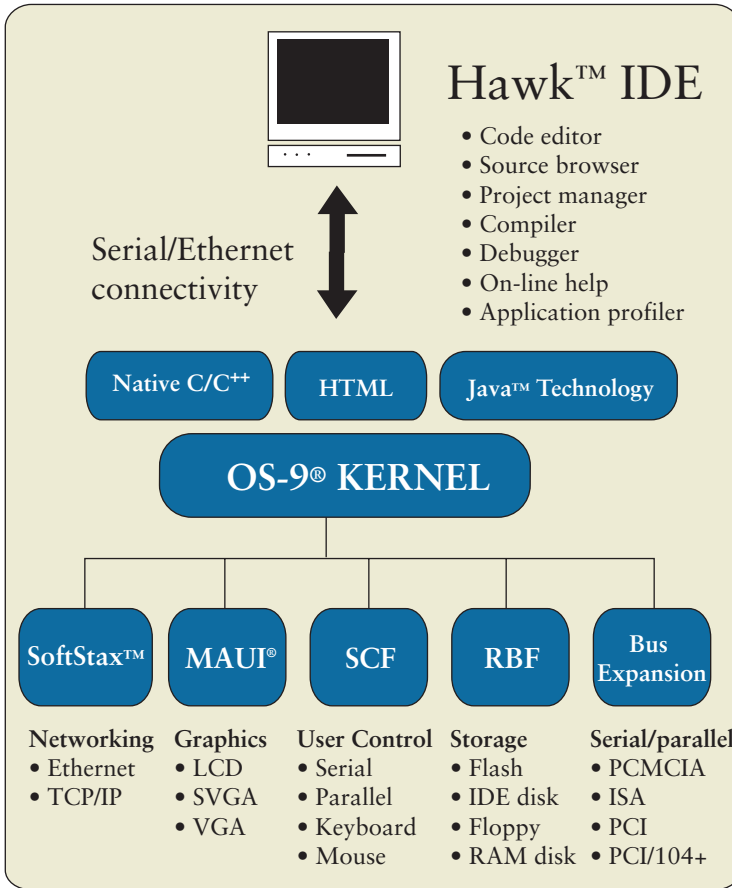 Hawk™ IDE
• Code editor
• Source browser
• Project manager
• Compiler
• Debugger
• On-line help
• Application profiler
Serial/Ethernet
connectivity
Native C/C++
HTML
Java™ Technology
OS-9® KERNEL
SoftStax™
MAUI®
SCF
RBF
Bus
Expansion
Networking
• Ethernet
• TCP/IP
Graphics
• LCD
• SVGA
• VGA
User Control
• Serial
• Parallel
• Keyboard
• Mouse
Storage
• Flash
• IDE disk
• Floppy
• RAM disk
Serial/parallel
• PCMCIA
• ISA
• PCI
• PCI/104+